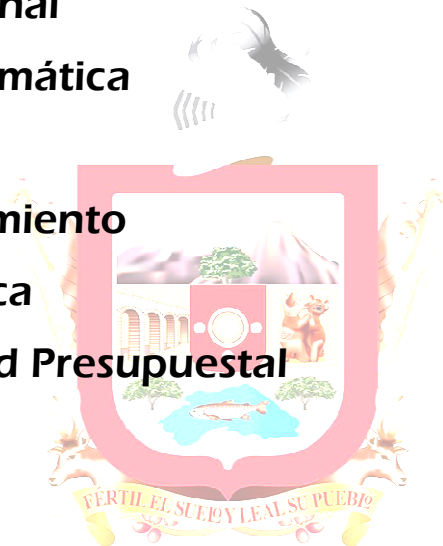 nal
mática
miento
ca
d Presupuestal
FÉRTIL EL SUELO Y LEAL SU PUEBLO